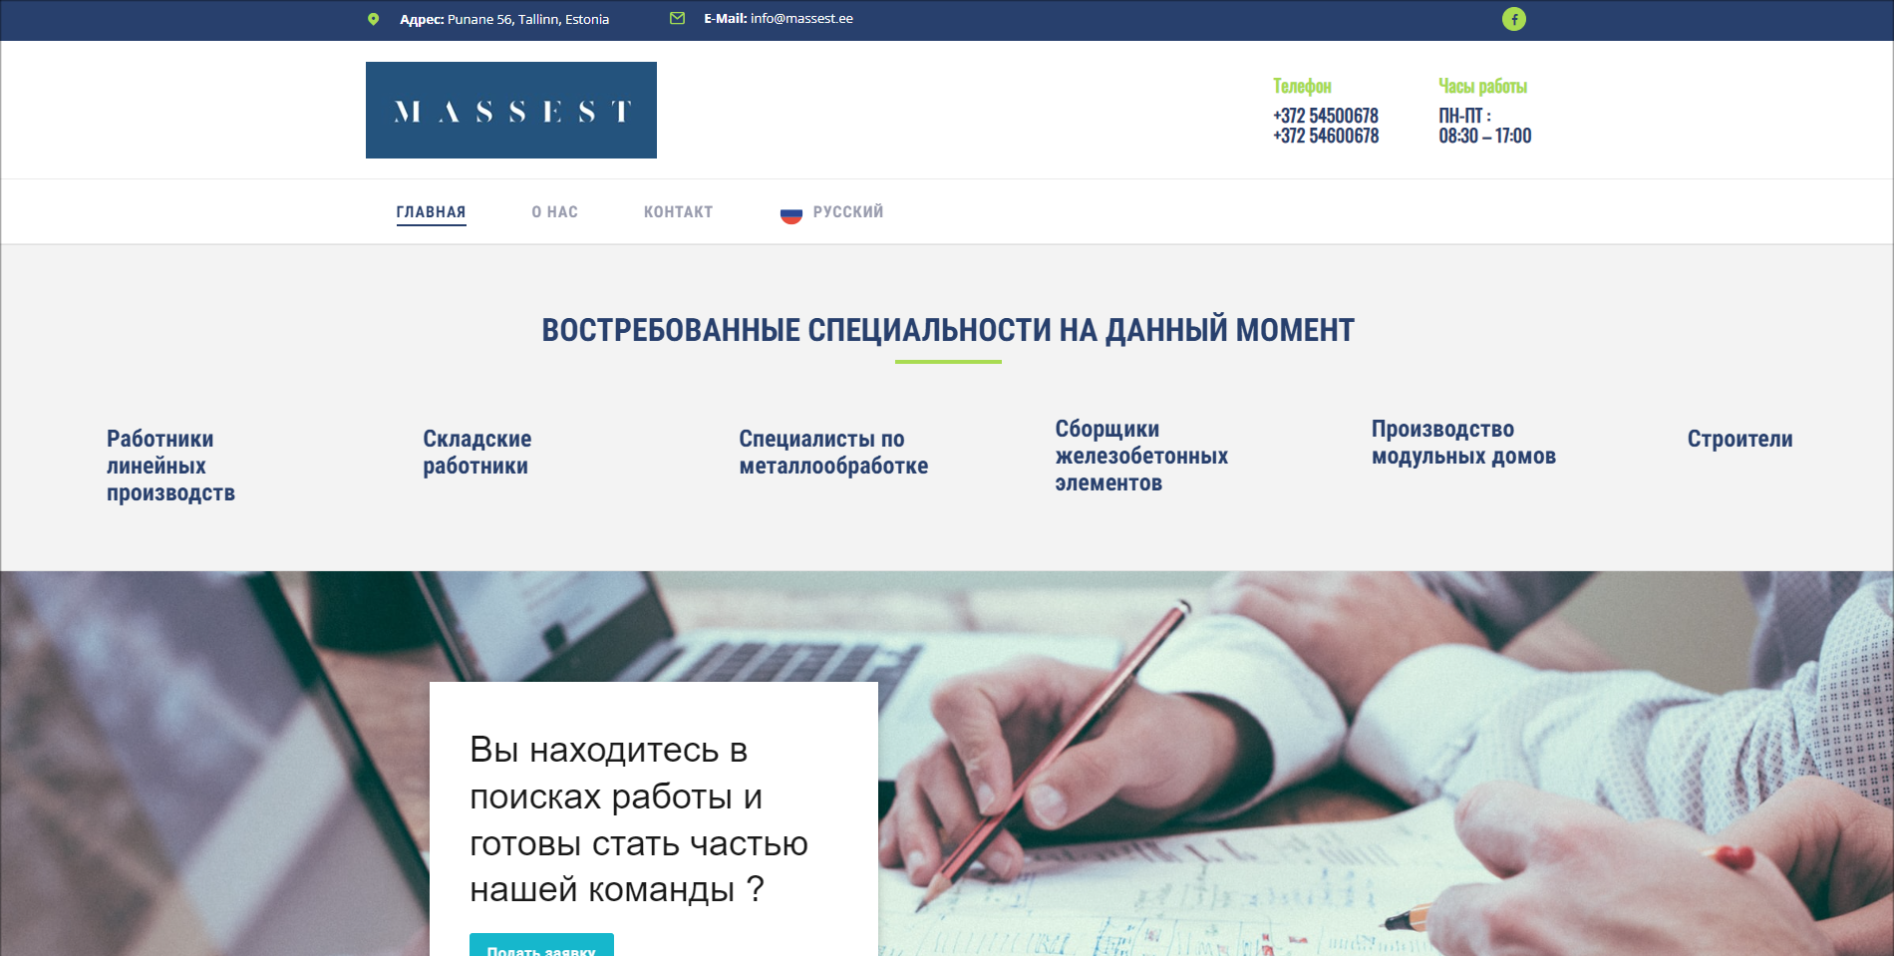 Адрес: Punane 56, Tallinn, Estonia
E-Mail: info@massest.ee
MASSEST
Телефон
+372 54500678
+372 54600678
Часы работы
ПН-ПТ :
08:30 – 17:00
ГЛАВНАЯ
О НАС
КОНТАКТ
РУССКИЙ
ВОСТРЕБОВАННЫЕ СПЕЦИАЛЬНОСТИ НА ДАННЫЙ МОМЕНТ
Работники
линейных
производств
Складские
работники
Специалисты по
металлообработке
Сборщики
железобетонных
элементов
Производство
модульных домов
Строители
Вы находитесь в
поисках работы и
готовы стать частью
нашей команды ?
Подать заявку